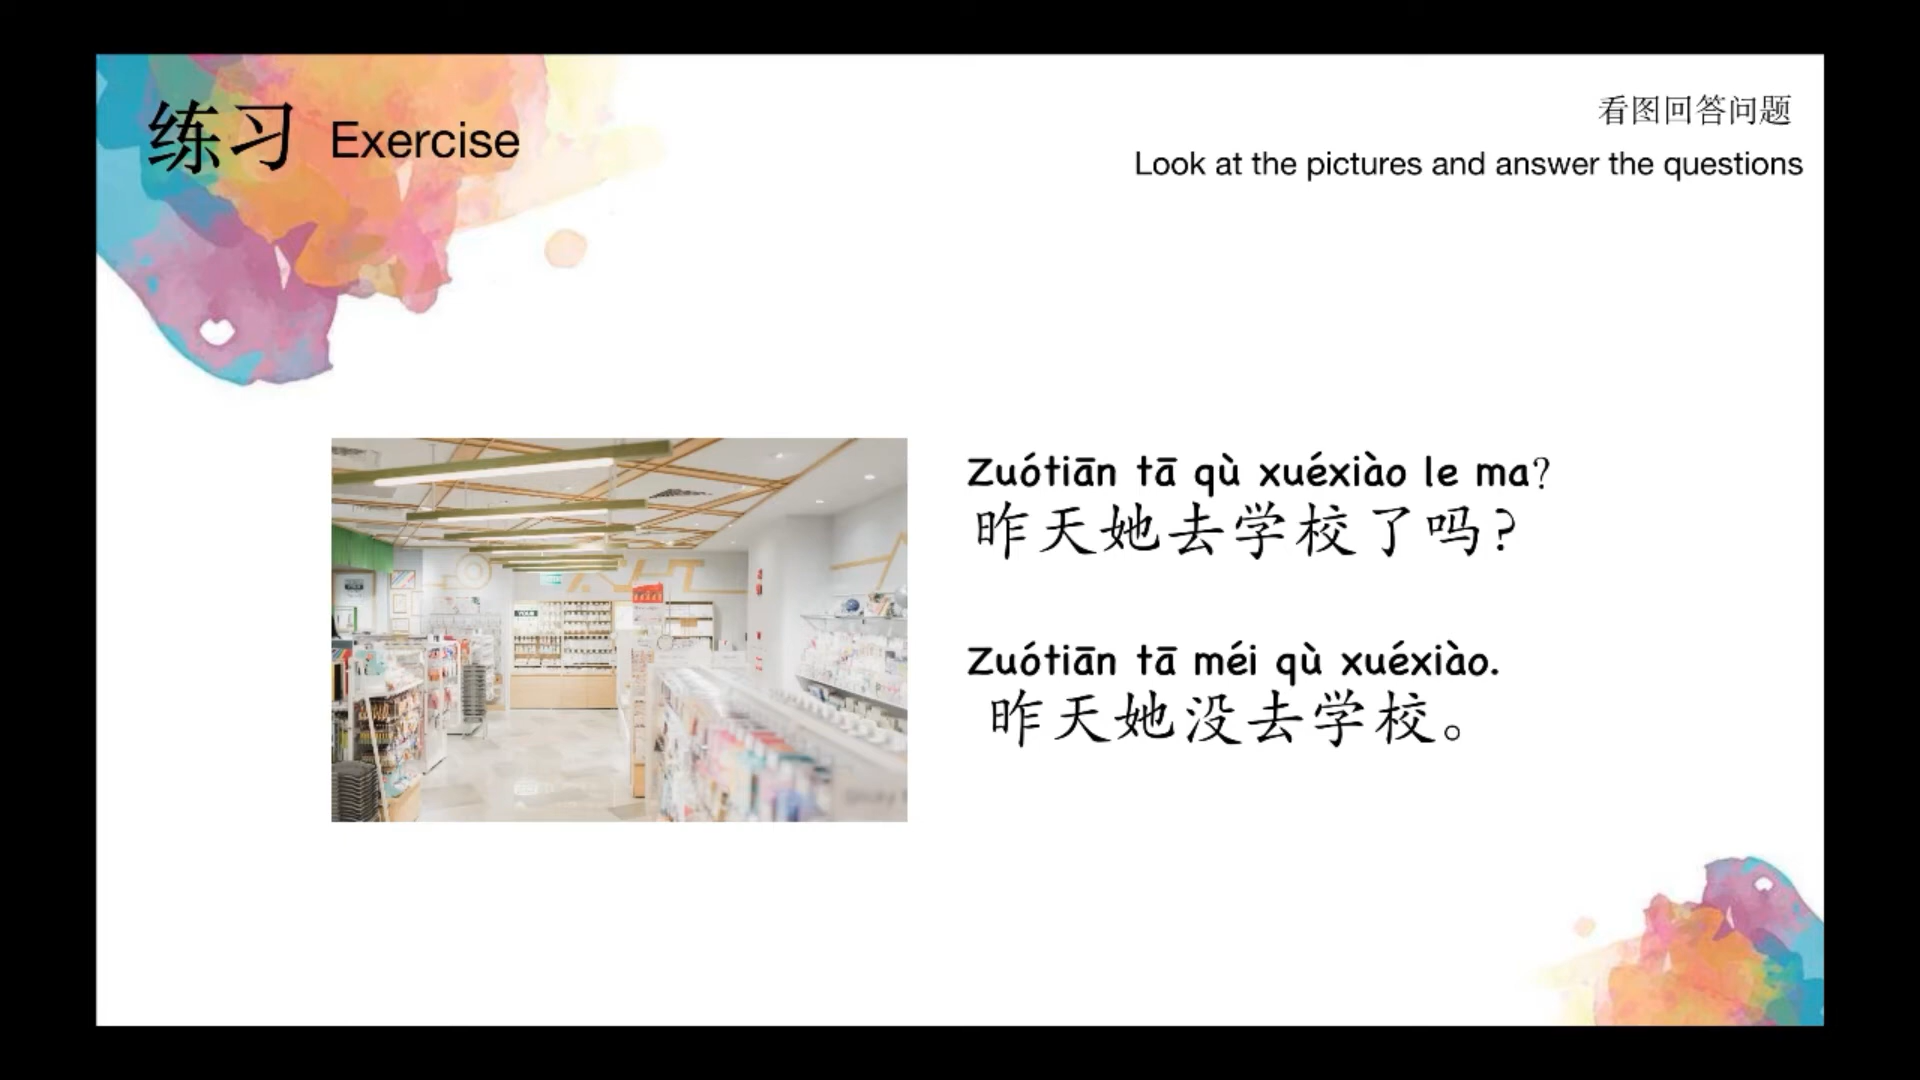 练习 Exercise
看图回答问题
Look at the pictures and answer the questions
Zuótiān tā qù xuéxiào le ma?
昨天她去学校了吗?
Zuótiān tā méi qù xuéxiào.
昨天她没去学校。